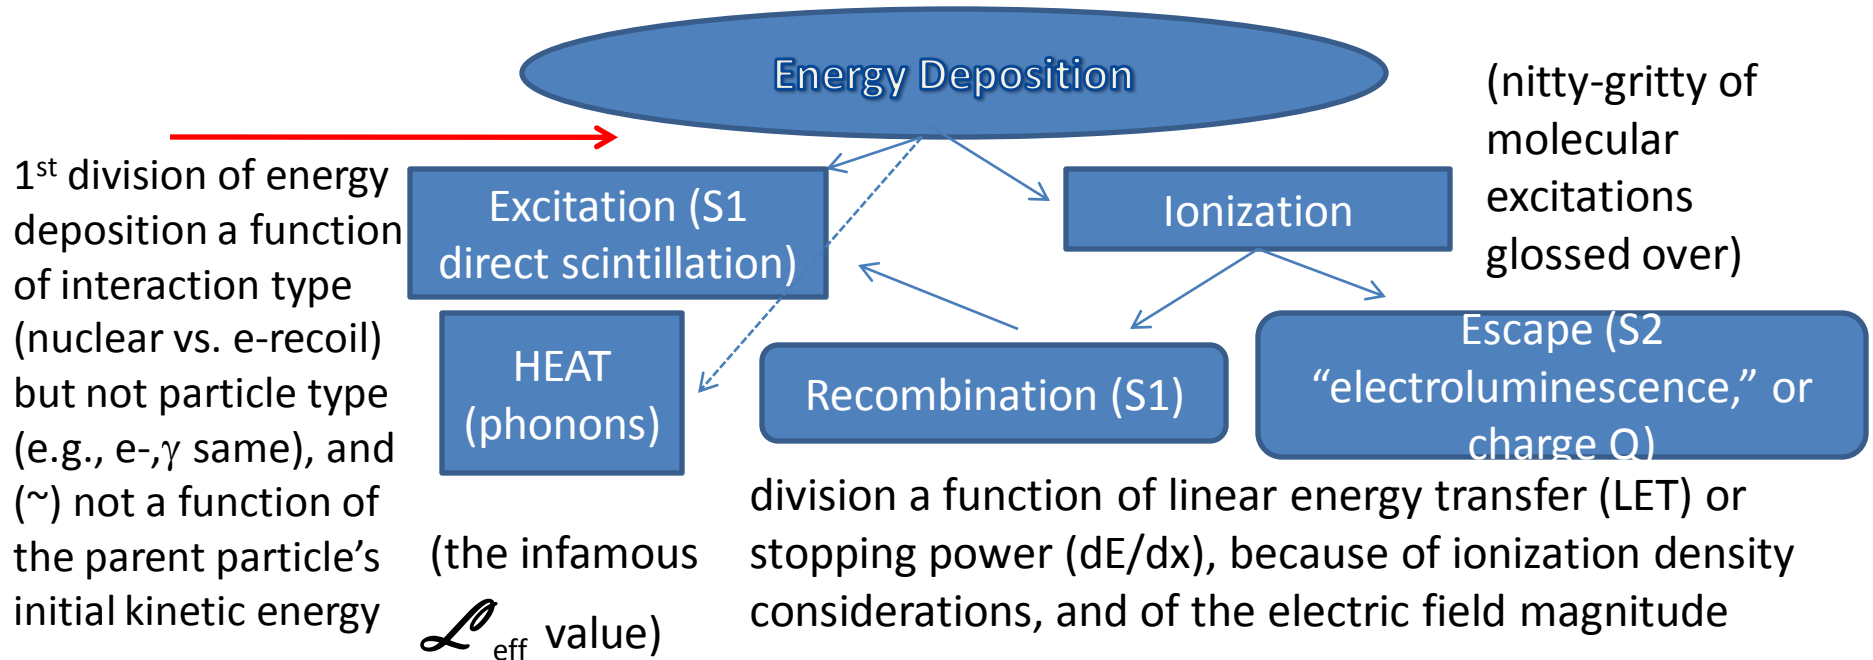 Energy Deposition
(nitty-gritty of
molecular
excitations
glossed over)
1st division of energy
deposition a function
of interaction type
(nuclear vs. e-recoil)
but not particle type
(e.g., e-,γ same), and
(~) not a function of
the parent particle’s
initial kinetic energy
Excitation (S1
direct scintillation)
Ionization
HEAT
(phonons)
Recombination (S1)
Escape (S2
“electroluminescence,” or
charge Q)
(the infamous
ℒeff value)
division a function of linear energy transfer (LET) or
stopping power (dE/dx), because of ionization density
considerations, and of the electric field magnitude